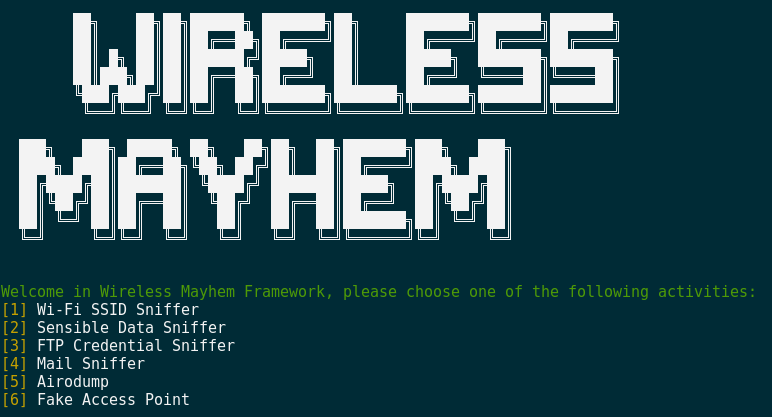 WIRELESS
MAYHEM
Welcome in Wireless Mayhem Framework, please choose one of the following activities:
[1] Wi-Fi SSID Sniffer
[2] Sensible Data Sniffer
[3] FTP Credential Sniffer
[4] Mail Sniffer
[5] Airodump
[6] Fake Access Point